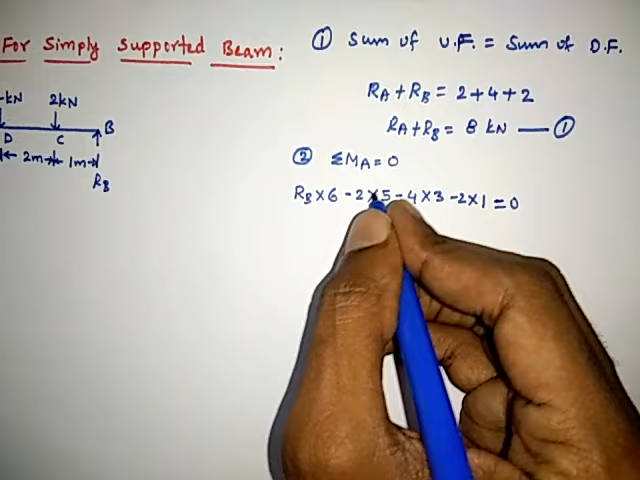 For Simply Supported Beam :
① Sum of U.F. = Sum of D.F.
RA + RB = 2+4+2
RA + RB = 8 kN — ①
② ΣMA = 0
RB × 6 - 2 × 5 - 4 × 3 - 2 × 1 = 0
kN 2kN
D C B
2m 1m
RB